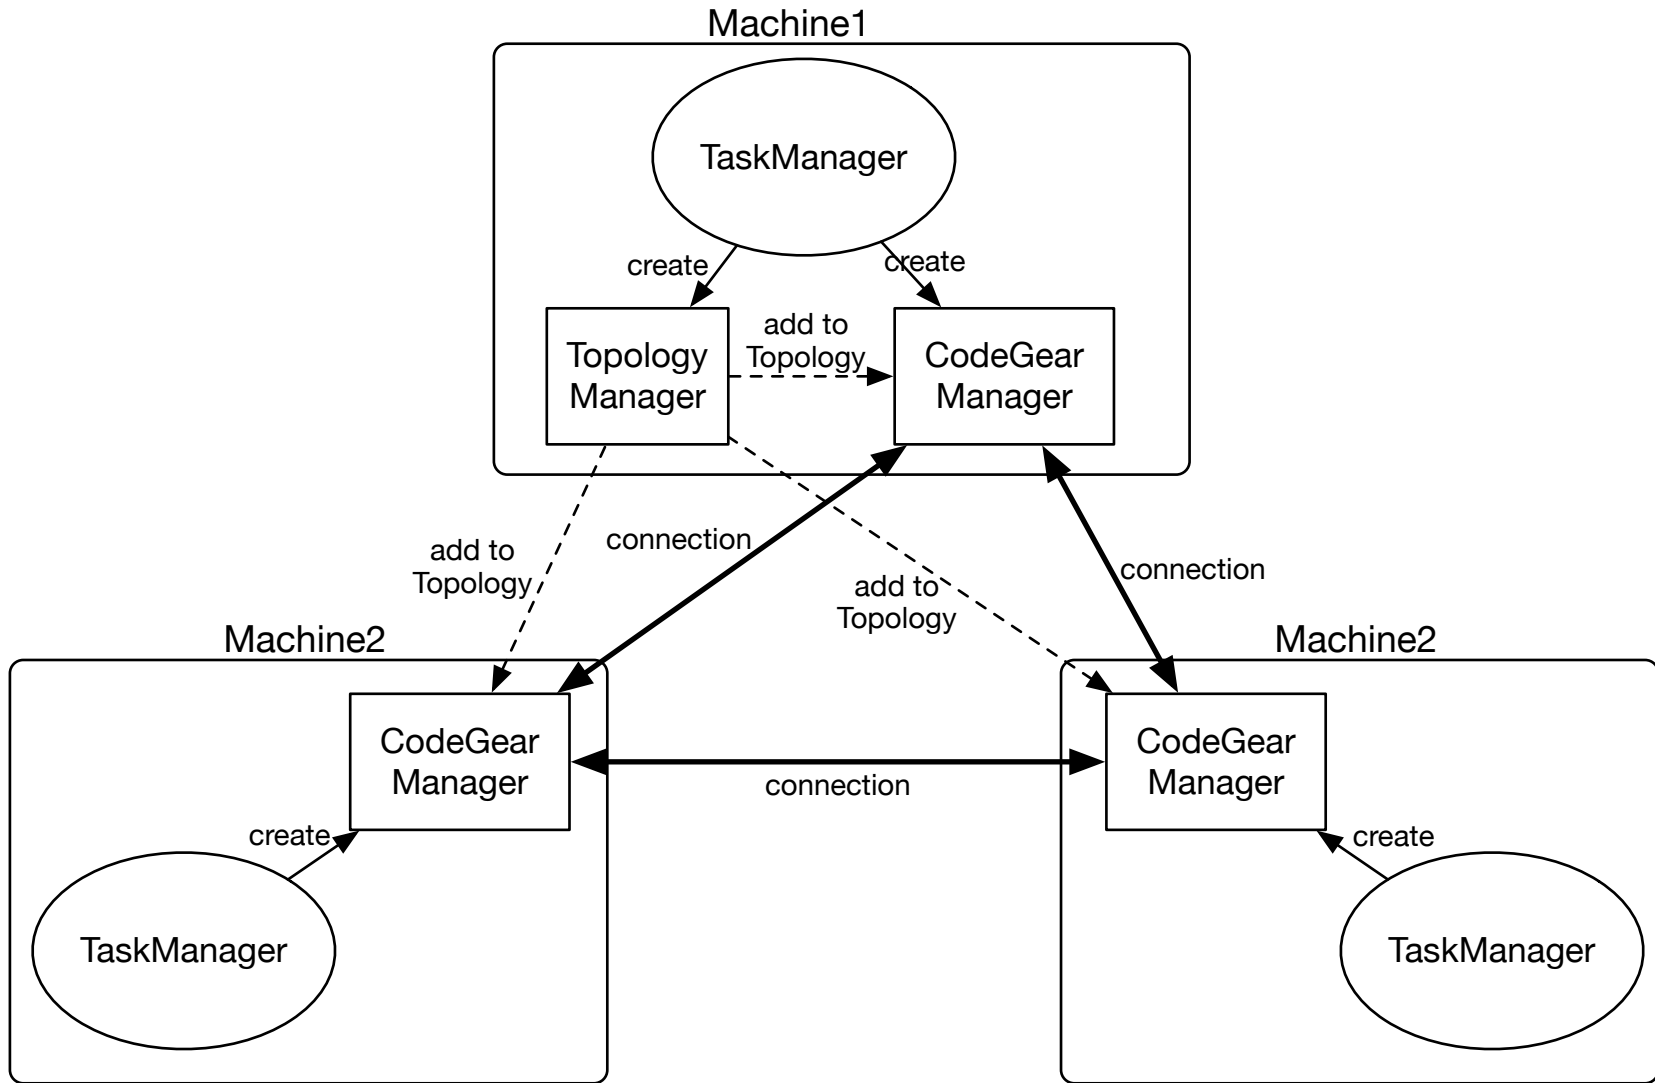 Machine1
TaskManager
create
create
Topology
Manager
add to
Topology
CodeGear
Manager
add to
Topology
connection
add to
Topology
connection
Machine2
CodeGear
Manager
create
TaskManager
connection
Machine2
CodeGear
Manager
create
TaskManager